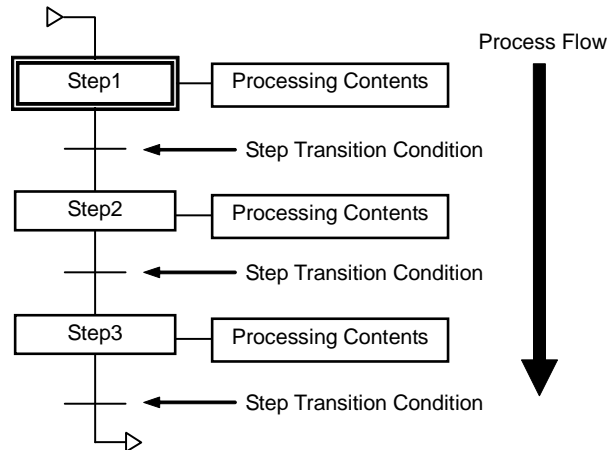 Process Flow
Step1
Processing Contents
Step Transition Condition
Step2
Processing Contents
Step Transition Condition
Step3
Processing Contents
Step Transition Condition